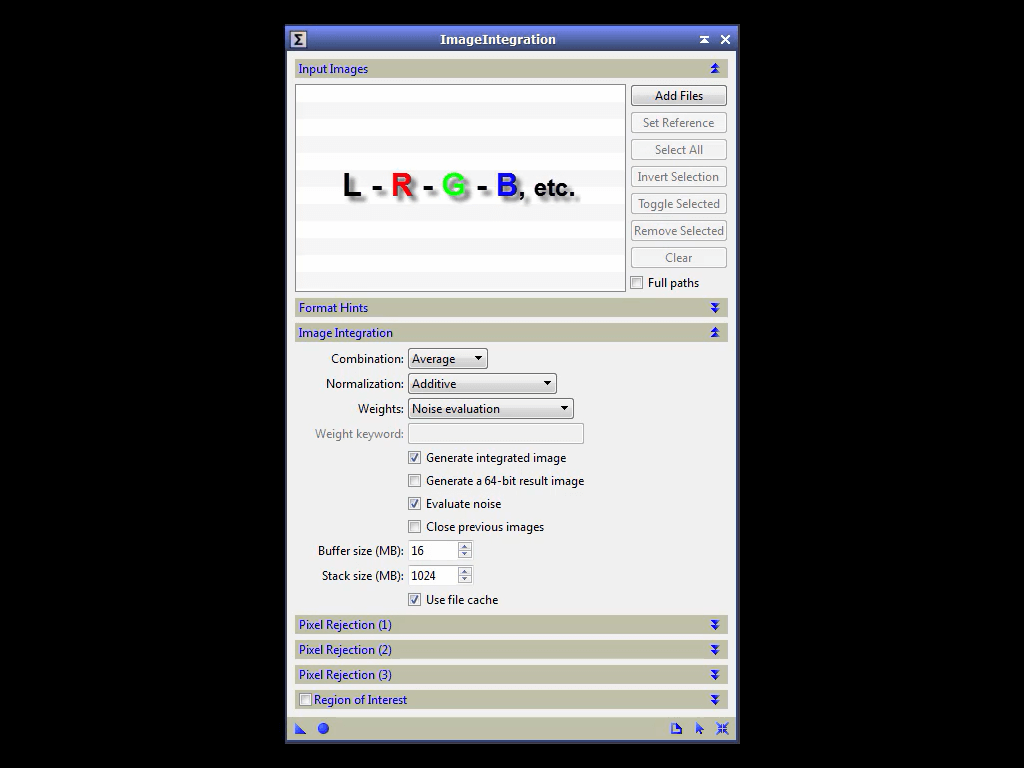 Σ ImageIntegration
Input Images
Add Files
Set Reference
Select All
L - R - G - B, etc.
Invert Selection
Toggle Selected
Remove Selected
Clear
Full paths
Format Hints
Image Integration
Combination: Average
Normalization: Additive
Weights: Noise evaluation
Weight keyword:
Generate integrated image
Generate a 64-bit result image
Evaluate noise
Close previous images
Buffer size (MB): 16
Stack size (MB): 1024
Use file cache
Pixel Rejection (1)
Pixel Rejection (2)
Pixel Rejection (3)
Region of Interest